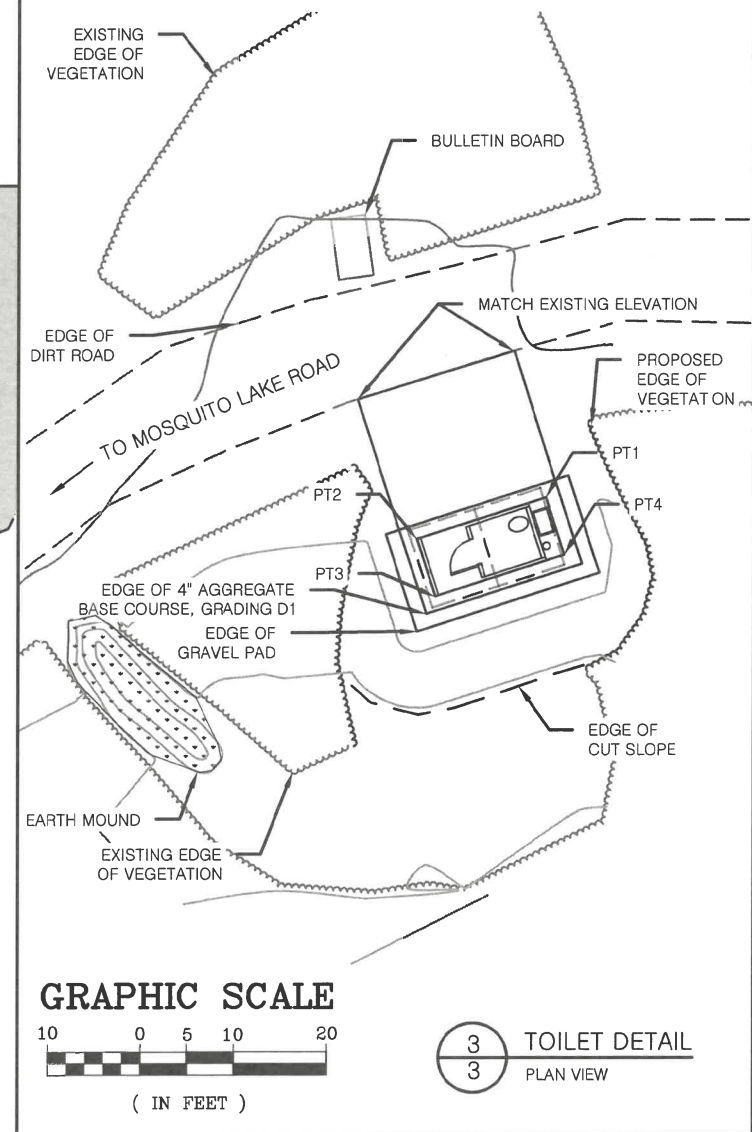 EXISTING
EDGE OF
VEGETATION
BULLETIN BOARD
MATCH EXISTING ELEVATION
EDGE OF
DIRT ROAD
TO MOSQUITO LAKE ROAD
PROPOSED
EDGE OF
VEGETAT ON
PT1
PT2
PT4
PT3
EDGE OF 4" AGGREGATE
BASE COURSE, GRADING D1
EDGE OF
GRAVEL PAD
EDGE OF
CUT SLOPE
EARTH MOUND
EXISTING EDGE
OF VEGETATION
GRAPHIC SCALE
10 0 5 10 20
( IN FEET )
3
3
TOILET DETAIL
PLAN VIEW